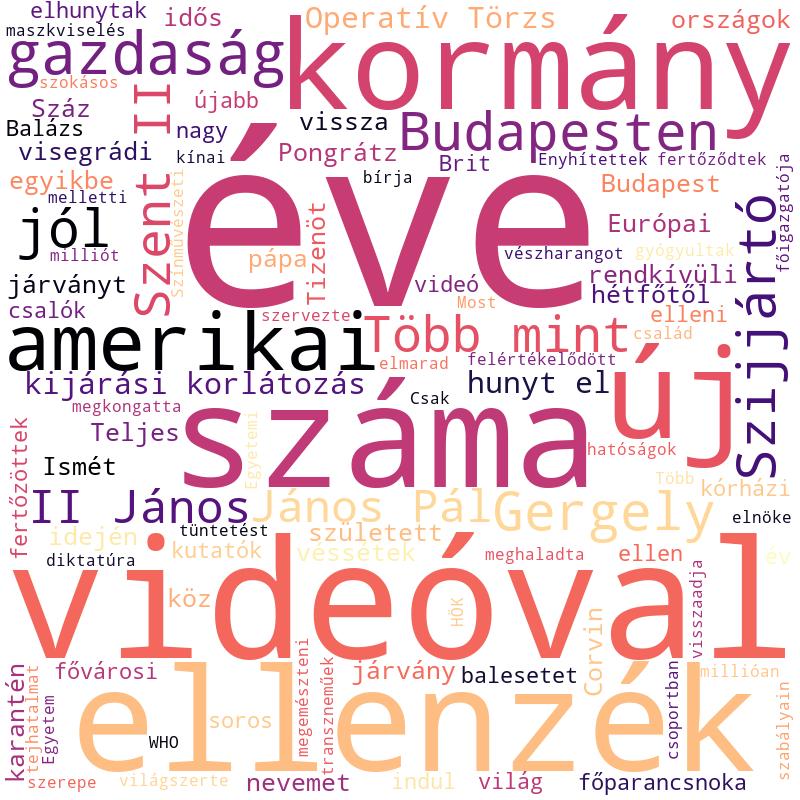 elhunytak
idős
Operatív Törzs
országok
maszkviselés
gazdaság
kormány
szokásos
Száz
II
újabb
Balázs
nagy
vissza
Budapesten
visegrádi
kínai
Pongrátz
Brit
Enyhítettek
fertőződtek
egyikbe
éve
bírja
Budapest
melletti
Szent
Színművészeti
Tizenöt
jól
Európai
Szijjártó
főigazgatója
milliót
pápa
vészharangot
gyógyultak
járványt
videó
rendkívüli
csalók
Most
hétfőtől
amerikai
szervezte
Több mint
elleni
család
elmarad
felértékelődött
új
kijárási korlátozás
hunyt el
megkongatta
száma
Csak
Teljes
Egyetemi
hatóságok
Ismét
fertőzöttek
Több
kórházi
II János
János Pál
Gergely
elnöke
idején
tüntetést
született
diktatúra
kutatók
véssétek
meghaladta
ellen
év
videóval
köz
HÖK
visszaadja
Corvin
karantén
fővárosi
megemészteni
járvány
balesetet
csoportban
millióan
tejhatalmat
Egyetem
ellenzék
soros
transzneműek
szabályain
WHO
szerepe
világszerte
nevemet
indul
világ
főparancsnoka